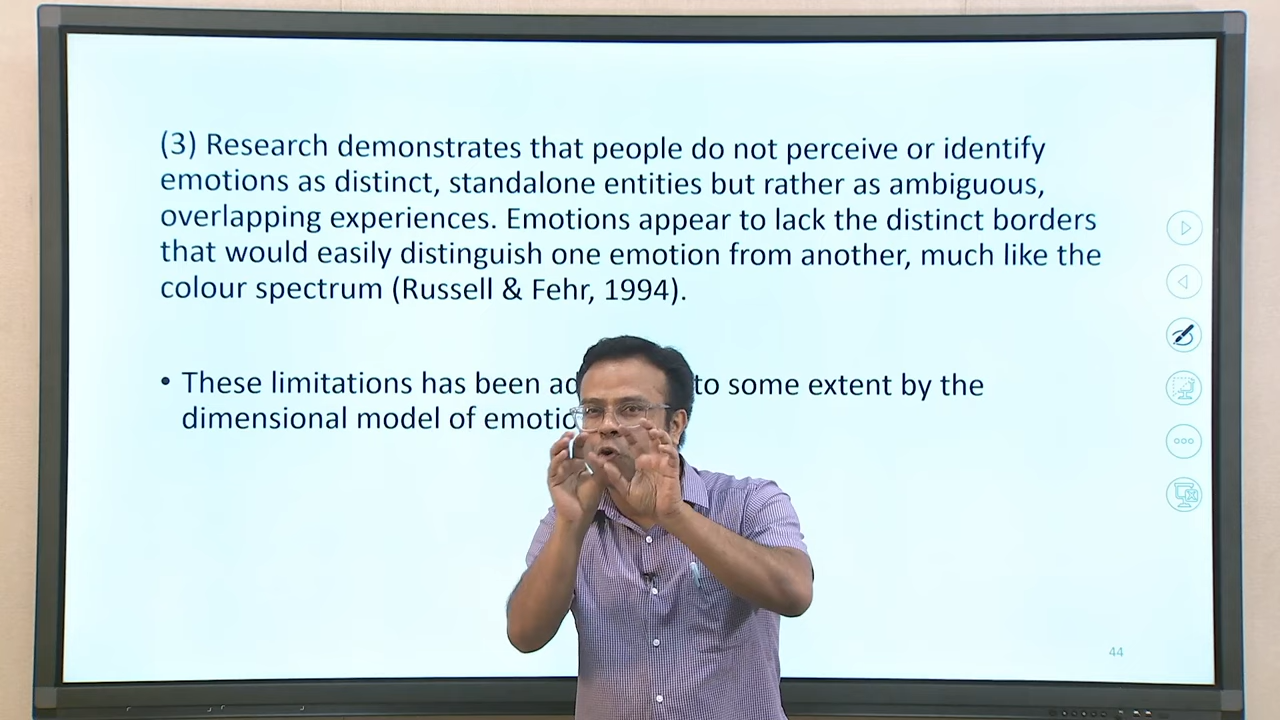 (3) Research demonstrates that people do not perceive or identify
emotions as distinct, standalone entities but rather as ambiguous,
overlapping experiences. Emotions appear to lack the distinct borders
that would easily distinguish one emotion from another, much like the
colour spectrum (Russell & Fehr, 1994).
• These limitations has been to some extent by the
dimensional model of
44